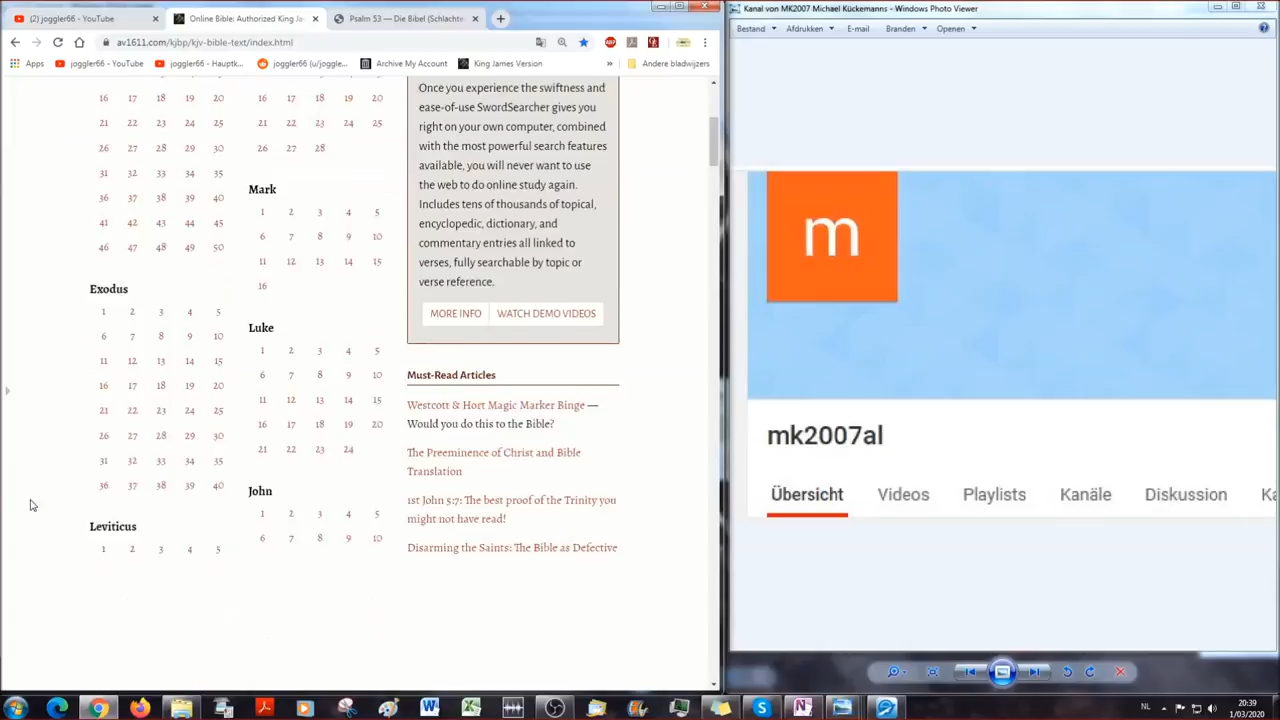 (2) joggler66 - YouTube
Online Bible: Authorized King Ja
Psalm 53 — Die Bibel (Schlachte
av1611.com/kjbp/kjv-bible-text/index.html
Apps
joggler66 - YouTube
joggler66 - Hauptk...
joggler66 (u/joggle...
Archive My Account
King James Version
»
Andere bladwijzers
16 17 18 19 20
21 22 23 24 25
26 27 28 29 30
31 32 33 34 35
36 37 38 39 40
41 42 43 44 45
46 47 48 49 50
Exodus
1 2 3 4 5
6 7 8 9 10
11 12 13 14 15
16 17 18 19 20
21 22 23 24 25
26 27 28 29 30
31 32 33 34 35
36 37 38 39 40
Leviticus
1 2 3 4 5
16 17 18 19 20
21 22 23 24 25
26 27 28
Mark
1 2 3 4 5
6 7 8 9 10
11 12 13 14 15
16
Luke
1 2 3 4 5
6 7 8 9 10
11 12 13 14 15
16 17 18 19 20
21 22 23 24
John
1 2 3 4 5
6 7 8 9 10
Once you experience the swiftness and
ease-of-use SwordSearcher gives you
right on your own computer, combined
with the most powerful search features
available, you will never want to use
the web to do online study again.
Includes tens of thousands of topical,
encyclopedic, dictionary, and
commentary entries all linked to
verses, fully searchable by topic or
verse reference.
MORE INFO WATCH DEMO VIDEOS
Must-Read Articles
Westcott & Hort Magic Marker Binge —
Would you do this to the Bible?
The Preeminence of Christ and Bible
Translation
1st John 5:7: The best proof of the Trinity you
might not have read!
Disarming the Saints: The Bible as Defective
Kanal von MK2007 Michael Kückemanns - Windows Photo Viewer
Bestand Afdrukken E-mail Branden Openen
m
mk2007al
Übersicht Videos Playlists Kanäle Diskussion Ka
NL
20:39
1/03/2020